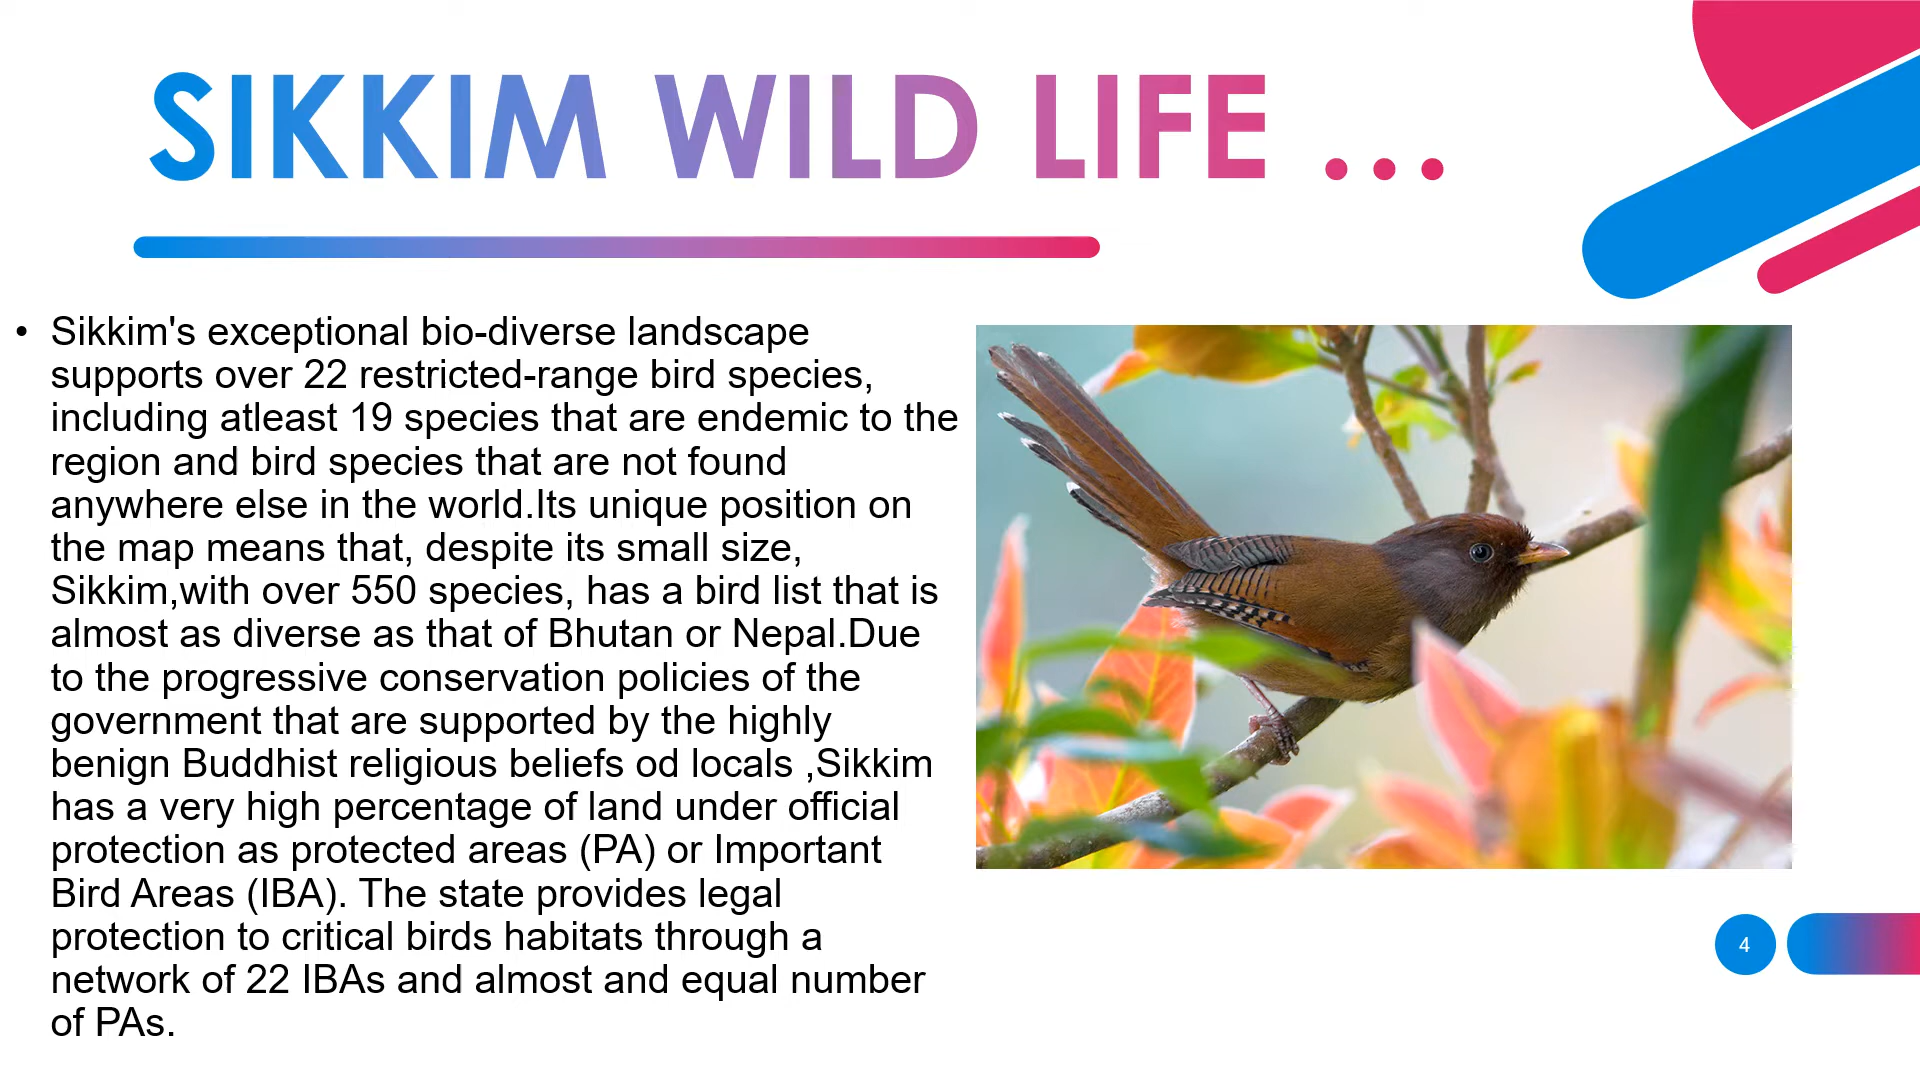 SIKKIM WILD LIFE ...
• Sikkim's exceptional bio-diverse landscape
supports over 22 restricted-range bird species,
including atleast 19 species that are endemic to the
region and bird species that are not found
anywhere else in the world.Its unique position on
the map means that, despite its small size,
Sikkim,with over 550 species, has a bird list that is
almost as diverse as that of Bhutan or Nepal.Due
to the progressive conservation policies of the
government that are supported by the highly
benign Buddhist religious beliefs od locals ,Sikkim
has a very high percentage of land under official
protection as protected areas (PA) or Important
Bird Areas (IBA). The state provides legal
protection to critical birds habitats through a
network of 22 IBAs and almost and equal number
of PAs.
4